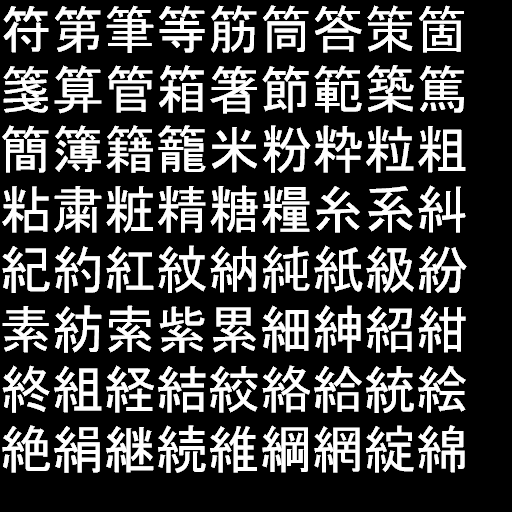 符第筆等筋筒答策箇
箋算管箱箸節範築篤
簡簿籍籠米粉粋粒粗
粘粛粧精糖糧糸系糾
紀約紅紋納純紙級紛
素紡索紫累細紳紹紺
終組経結絞絡給統絵
絶絹継続維綱網綻綿